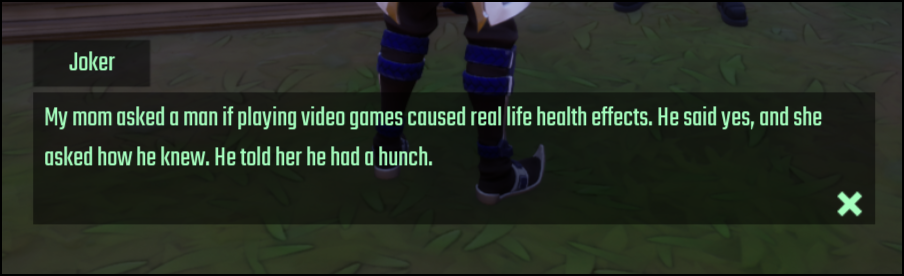 Joker
My mom asked a man if playing video games caused real life health effects. He said yes, and she
asked how he knew. He told her he had a hunch.